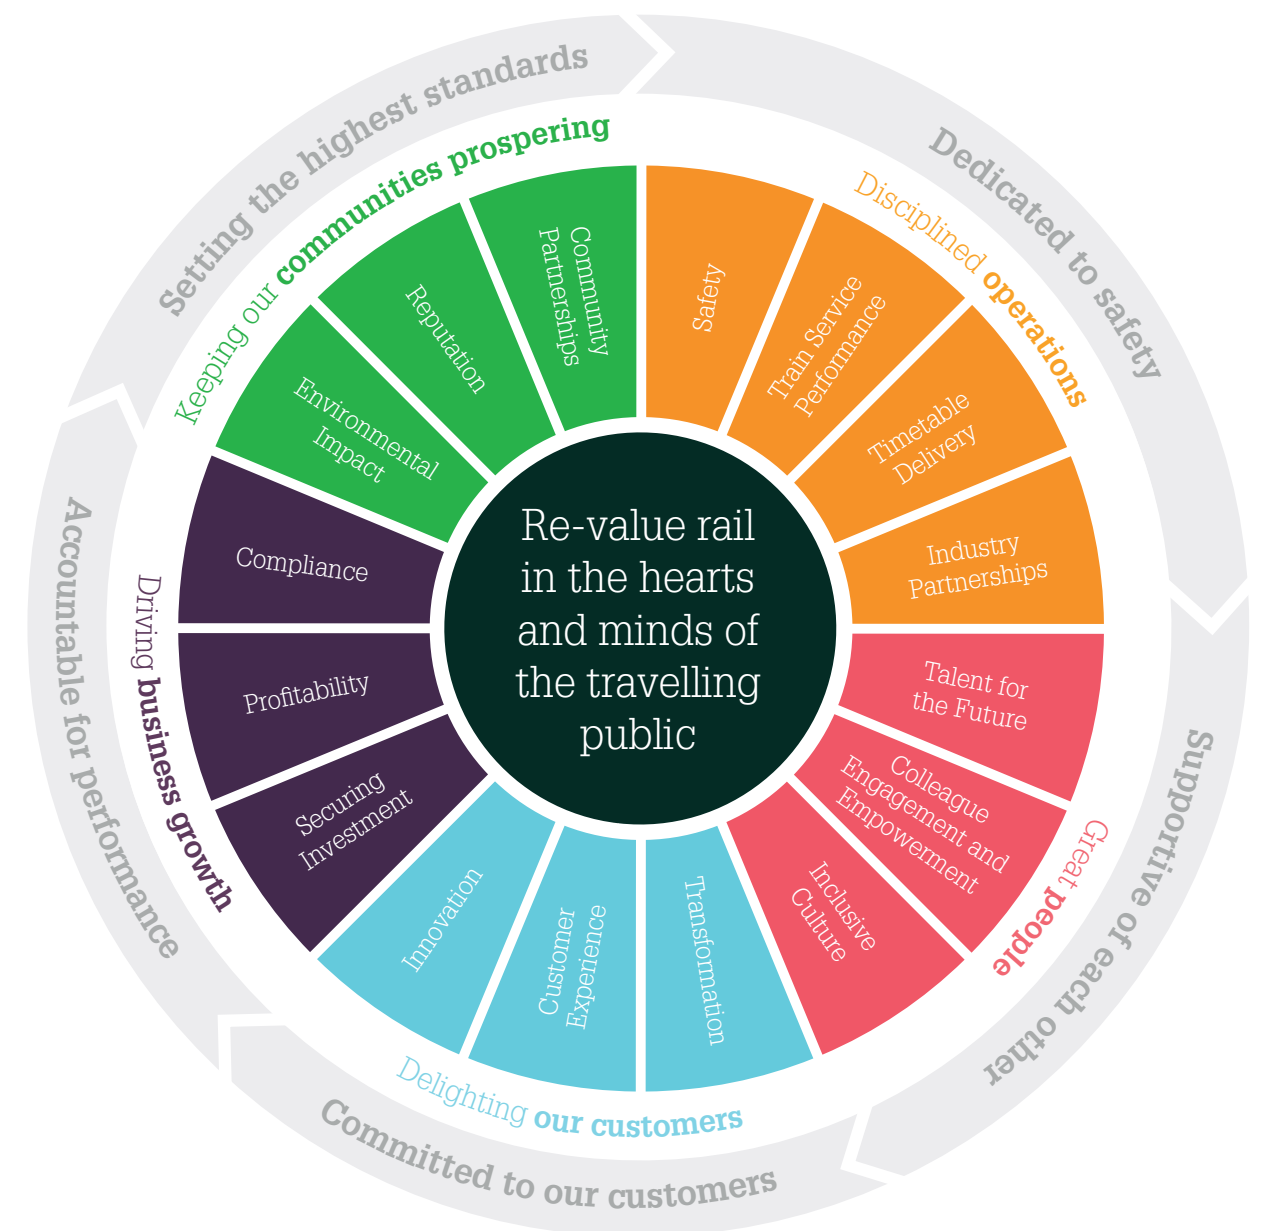 Setting the highest standards
Dedicated to safety
Supportive of each other
Committed to our customers
Accountable for performance
Keeping our communities prospering
Disciplined operations
Great people
Delighting our customers
Driving business growth
Safety
Train Service
Performance
Timetable
Delivery
Industry
Partnerships
Talent for
the Future
Colleague
Engagement and
Empowerment
Inclusive
Culture
Transformation
Customer
Experience
Innovation
Securing
Investment
Profitability
Compliance
Environmental
Impact
Reputation
Community
Partnerships
Re-value rail
in the hearts
and minds of
the travelling
public